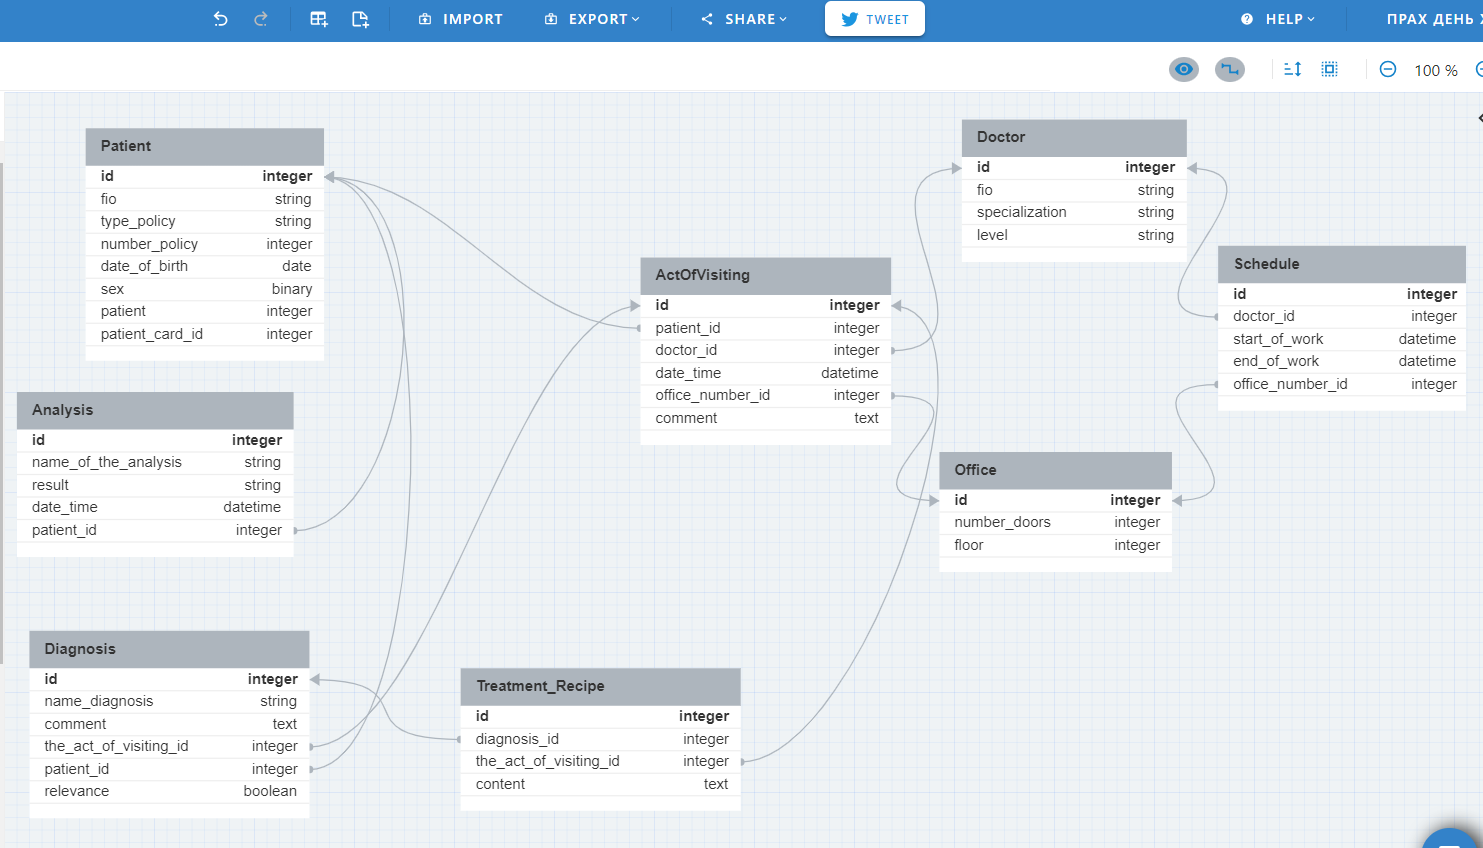 IMPORT EXPORT SHARE TWEET HELP ПРАХ ДЕНЬ
100 %
Patient
id integer
fio string
type_policy string
number_policy integer
date_of_birth date
sex binary
patient integer
patient_card_id integer
Analysis
id integer
name_of_the_analysis string
result string
date_time datetime
patient_id integer
Diagnosis
id integer
name_diagnosis string
comment text
the_act_of_visiting_id integer
patient_id integer
relevance boolean
Treatment_Recipe
id integer
diagnosis_id integer
the_act_of_visiting_id integer
content text
ActOfVisiting
id integer
patient_id integer
doctor_id integer
date_time datetime
office_number_id integer
comment text
Doctor
id integer
fio string
specialization string
level string
Schedule
id integer
doctor_id integer
start_of_work datetime
end_of_work datetime
office_number_id integer
Office
id integer
number_doors integer
floor integer